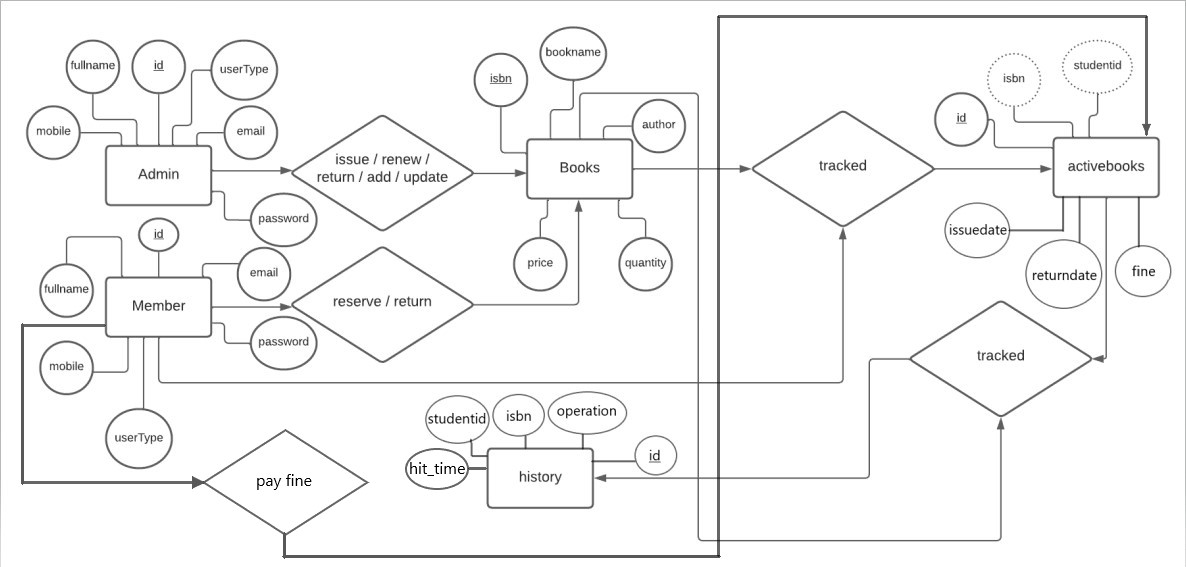 fullname
id
userType
mobile
email
Admin
password
issue / renew /
return / add / update
isbn
bookname
author
Books
price
quantity
tracked
isbn
studentid
id
activebooks
issuedate
returndate
fine
id
fullname
email
Member
password
mobile
userType
reserve / return
tracked
pay fine
studentid
isbn
operation
hit_time
id
history